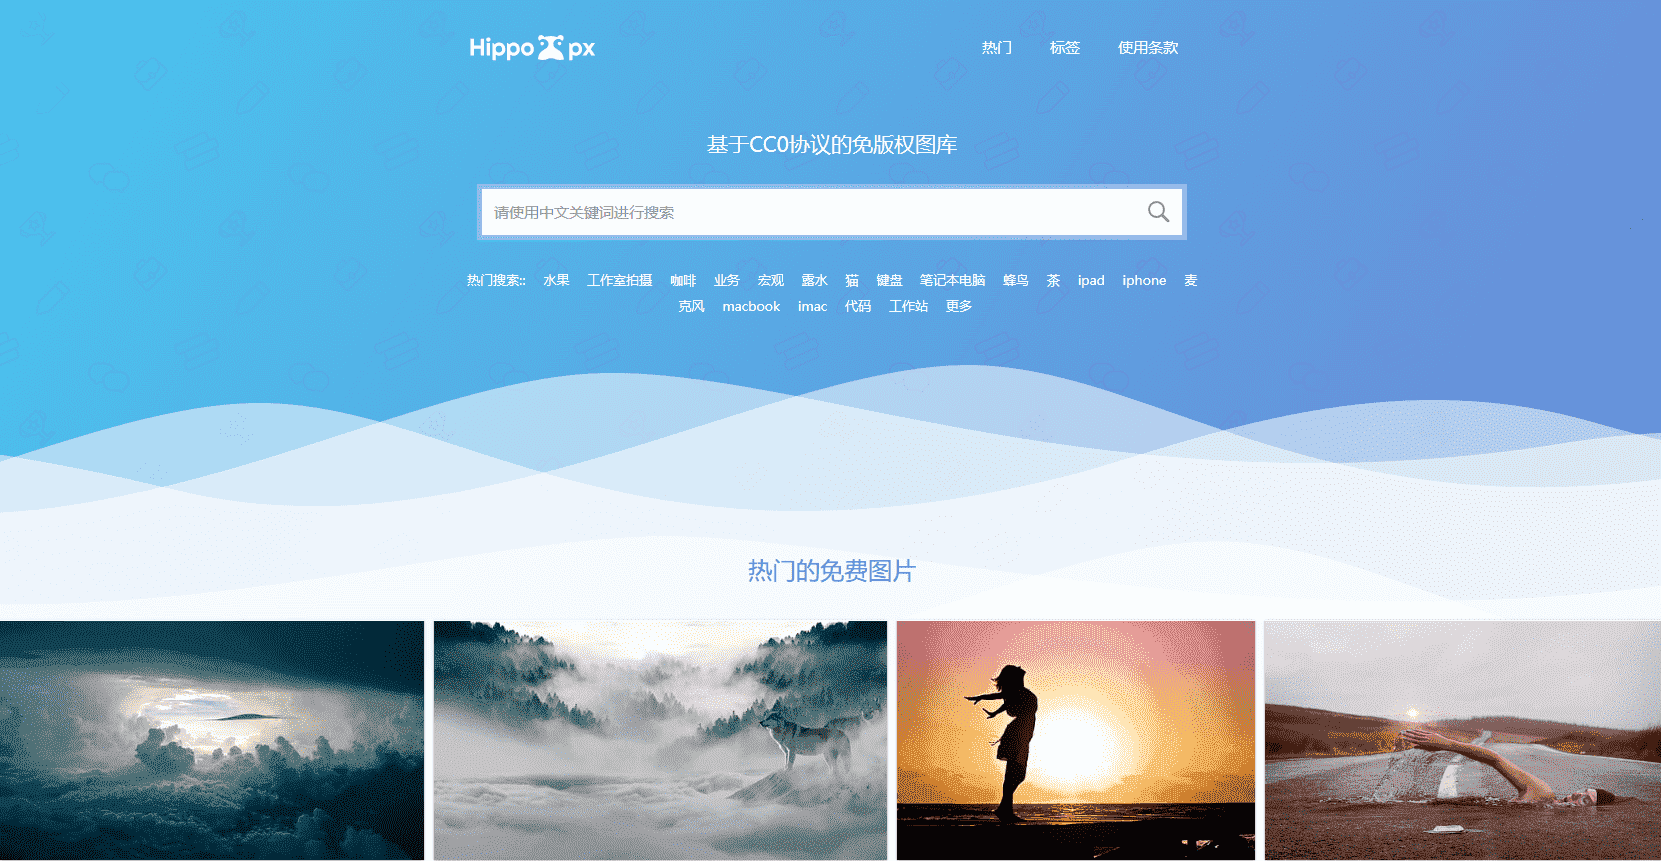 Hippo px
热门 标签 使用条款
基于CC0协议的免版权图库
请使用中文关键词进行搜索
热门搜索:: 水果 工作室拍摄 咖啡 业务 宏观 露水 猫 键盘 笔记本电脑 蜂鸟 茶 ipad iphone 麦
克风 macbook imac 代码 工作站 更多
热门的免费图片